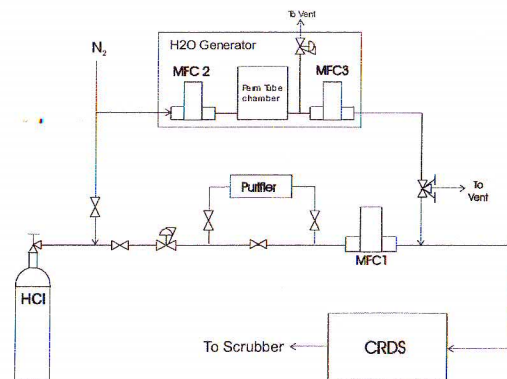 To Vent
N2
H2O Generator
MFC 2
Perm Tube
chamber
MFC3
Purifier
To
Vent
MFC1
HCl
To Scrubber
CRDS